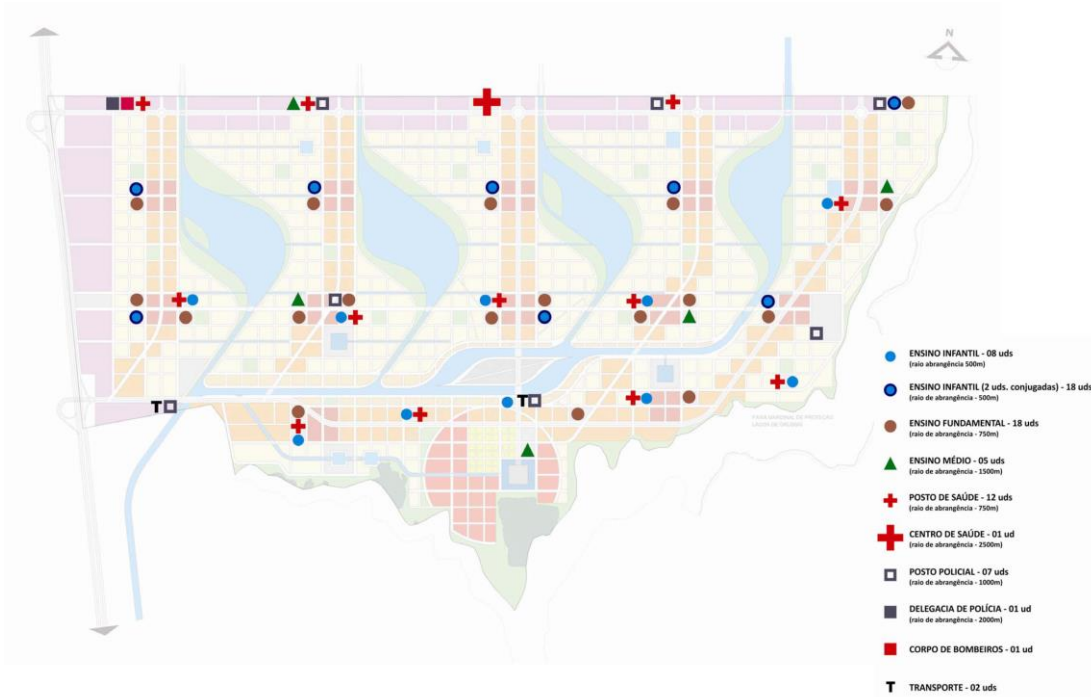 N
T
T
FAIXA MARGINAL DE PROTEÇÃO
ENSINO INFANTIL - 08 uds
(raio abrangência 500m)
ENSINO INFANTIL (2 uds. conjugadas) - 18 uds
(raio de abrangência - 500m)
ENSINO FUNDAMENTAL - 18 uds
(raio de abrangência - 750m)
ENSINO MÉDIO - 05 uds
(raio de abrangência - 1500m)
POSTO DE SAÚDE - 12 uds
(raio de abrangência - 750m)
CENTRO DE SAÚDE - 01 ud
(raio de abrangência - 2500m)
POSTO POLICIAL - 07 uds
(raio de abrangência - 1000m)
DELEGACIA DE POLÍCIA - 01 ud
(raio de abrangência - 2000m)
CORPO DE BOMBEIROS - 01 ud
T TRANSPORTE - 02 uds